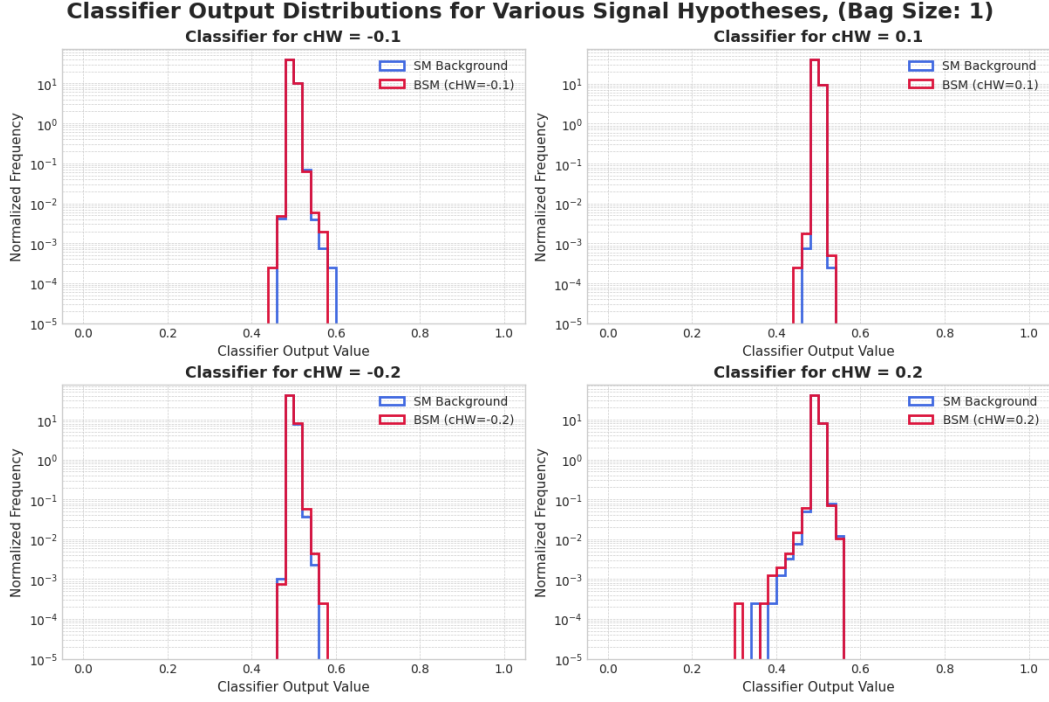 Classifier Output Distributions for Various Signal Hypotheses, (Bag Size: 1)
Classifier for cHW = -0.1
Normalized Frequency
10^1
10^0
10^-1
10^-2
10^-3
10^-4
10^-5
SM Background
BSM (cHW=-0.1)
0.0 0.2 0.4 0.6 0.8 1.0
Classifier Output Value
Classifier for cHW = 0.1
Normalized Frequency
10^1
10^0
10^-1
10^-2
10^-3
10^-4
10^-5
SM Background
BSM (cHW=0.1)
0.0 0.2 0.4 0.6 0.8 1.0
Classifier Output Value
Classifier for cHW = -0.2
Normalized Frequency
10^1
10^0
10^-1
10^-2
10^-3
10^-4
10^-5
SM Background
BSM (cHW=-0.2)
0.0 0.2 0.4 0.6 0.8 1.0
Classifier Output Value
Classifier for cHW = 0.2
Normalized Frequency
10^1
10^0
10^-1
10^-2
10^-3
10^-4
10^-5
SM Background
BSM (cHW=0.2)
0.0 0.2 0.4 0.6 0.8 1.0
Classifier Output Value